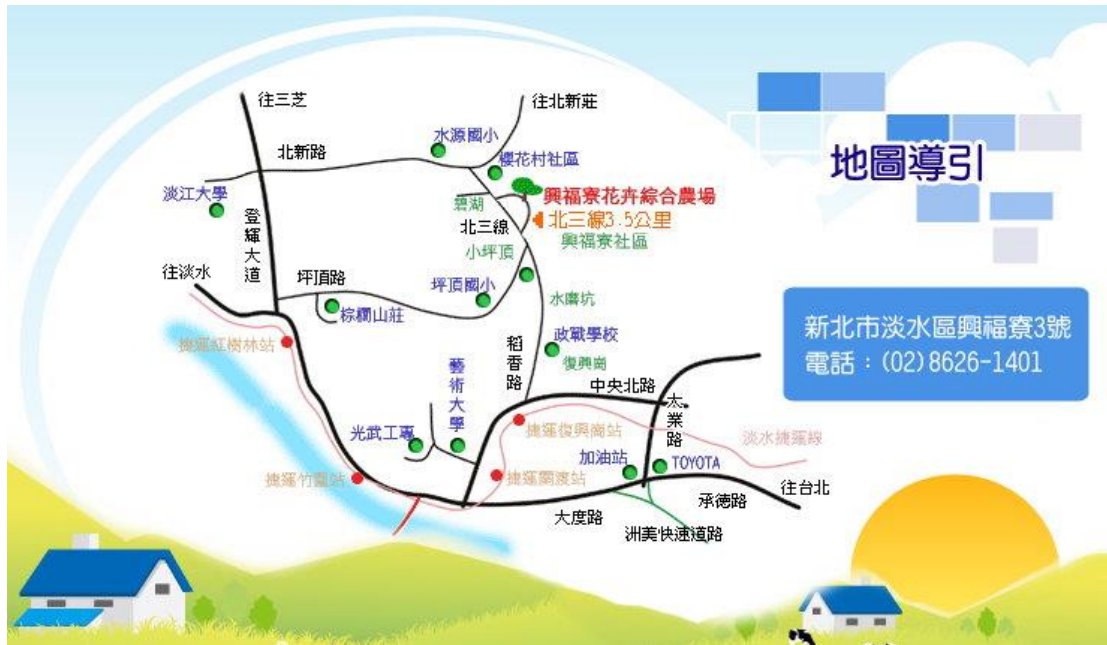 往三芝
往北新莊
水源國小
北新路
櫻花村社區
地圖導引
淡江大學
碧湖
興福寮花卉綜合農場
北三線3.5公里
登輝大道
北三線
興福寮社區
小坪頂
往淡水
坪頂路
坪頂國小
水磨坑
棕櫚山莊
新北市淡水區興福寮3號
電話：(02)8626-1401
捷運紅樹林站
稻香路
政戰學校
復興崗
藝術大學
中央北路
大業路
光武工專
捷運復興崗站
淡水捷運線
加油站
TOYOTA
捷運竹圍站
捷運關渡站
往台北
大度路
承德路
洲美快速道路